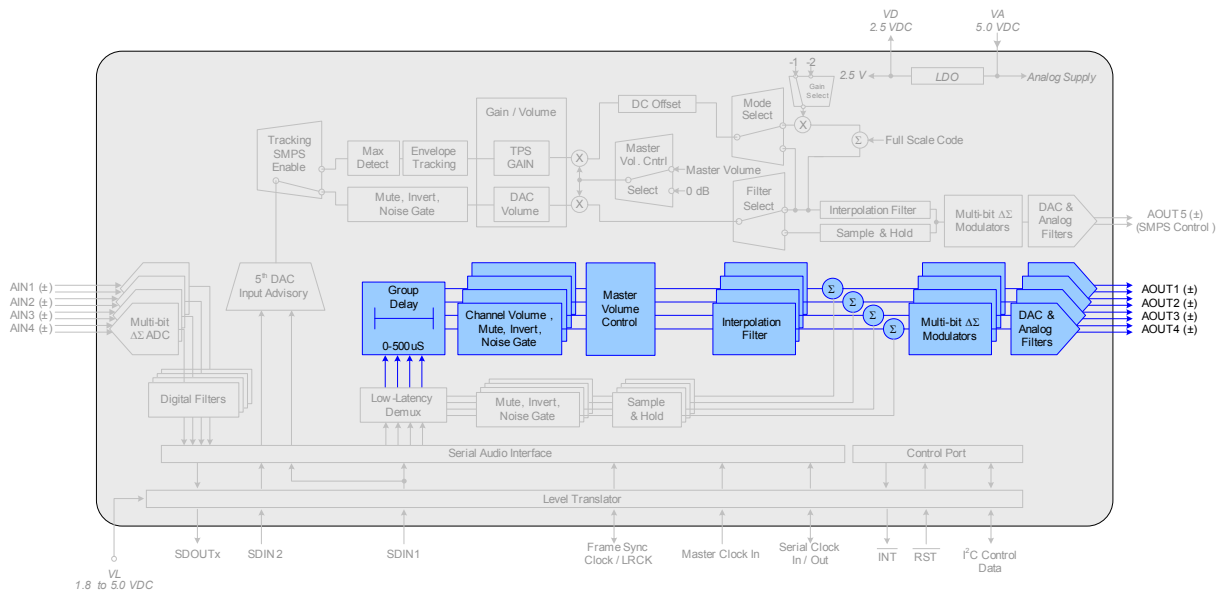 VD
2.5 VDC
VA
5.0 VDC
2.5 V
LDO
Analog Supply
-1 -2
Gain
Select
Mode
Select
X
Σ
Full Scale Code
DC Offset
Gain / Volume
Tracking
SMPS
Enable
Max
Detect
Envelope
Tracking
TPS
GAIN
X
Master
Vol. Cntrl
Select
Master Volume
0 dB
Mute, Invert,
Noise Gate
DAC
Volume
X
Filter
Select
Interpolation Filter
Sample & Hold
Multi-bit ΔΣ
Modulators
DAC &
Analog
Filters
AOUT5 (±)
(SMPS Control )
5th DAC
Input Advisory
AIN1 (±)
AIN2 (±)
AIN3 (±)
AIN4 (±)
Multi-bit
ΔΣ ADC
Group
Delay
0-500uS
Channel Volume ,
Mute, Invert,
Noise Gate
Master
Volume
Control
Interpolation
Filter
Σ
Σ
Σ
Σ
Multi-bit ΔΣ
Modulators
DAC &
Analog
Filters
AOUT1 (±)
AOUT2 (±)
AOUT3 (±)
AOUT4 (±)
Digital Filters
Low-Latency
Demux
Mute, Invert,
Noise Gate
Sample
& Hold
Serial Audio Interface
Control Port
Level Translator
VL
1.8 to 5.0 VDC
SDOUTx
SDIN2
SDIN1
Frame Sync
Clock / LRCK
Master Clock In
Serial Clock
In / Out
INT
RST
I2C Control
Data